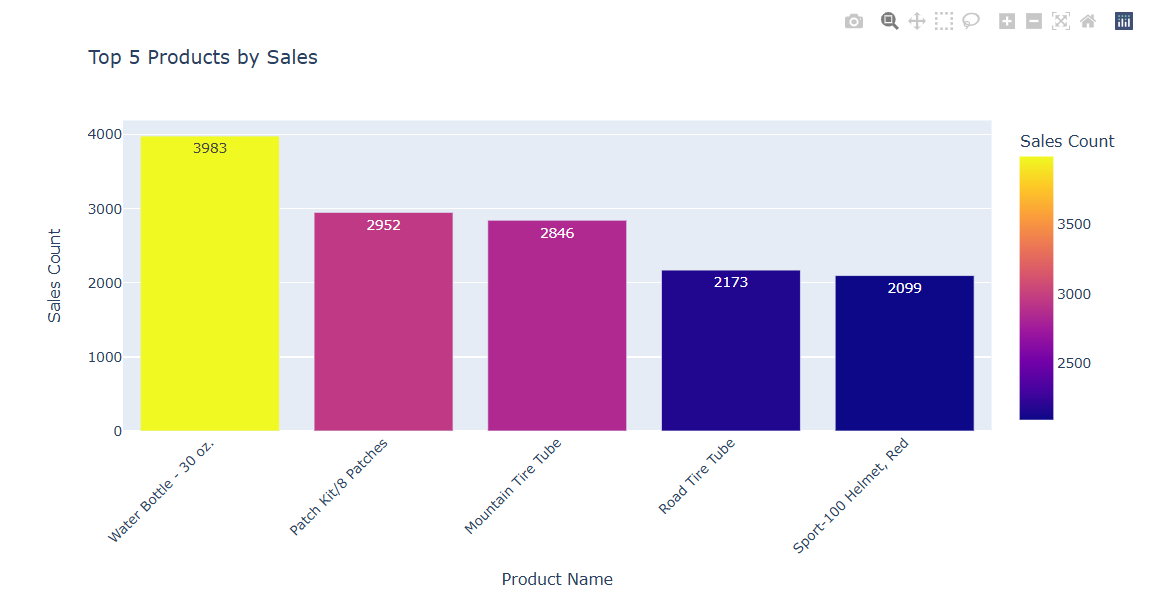 Top 5 Products by Sales
Sales Count
4000
3000
2000
1000
0
3983
2952
2846
2173
2099
Water Bottle - 30 oz.
Patch Kit/8 Patches
Mountain Tire Tube
Road Tire Tube
Sport-100 Helmet, Red
Product Name
Sales Count
3500
3000
2500